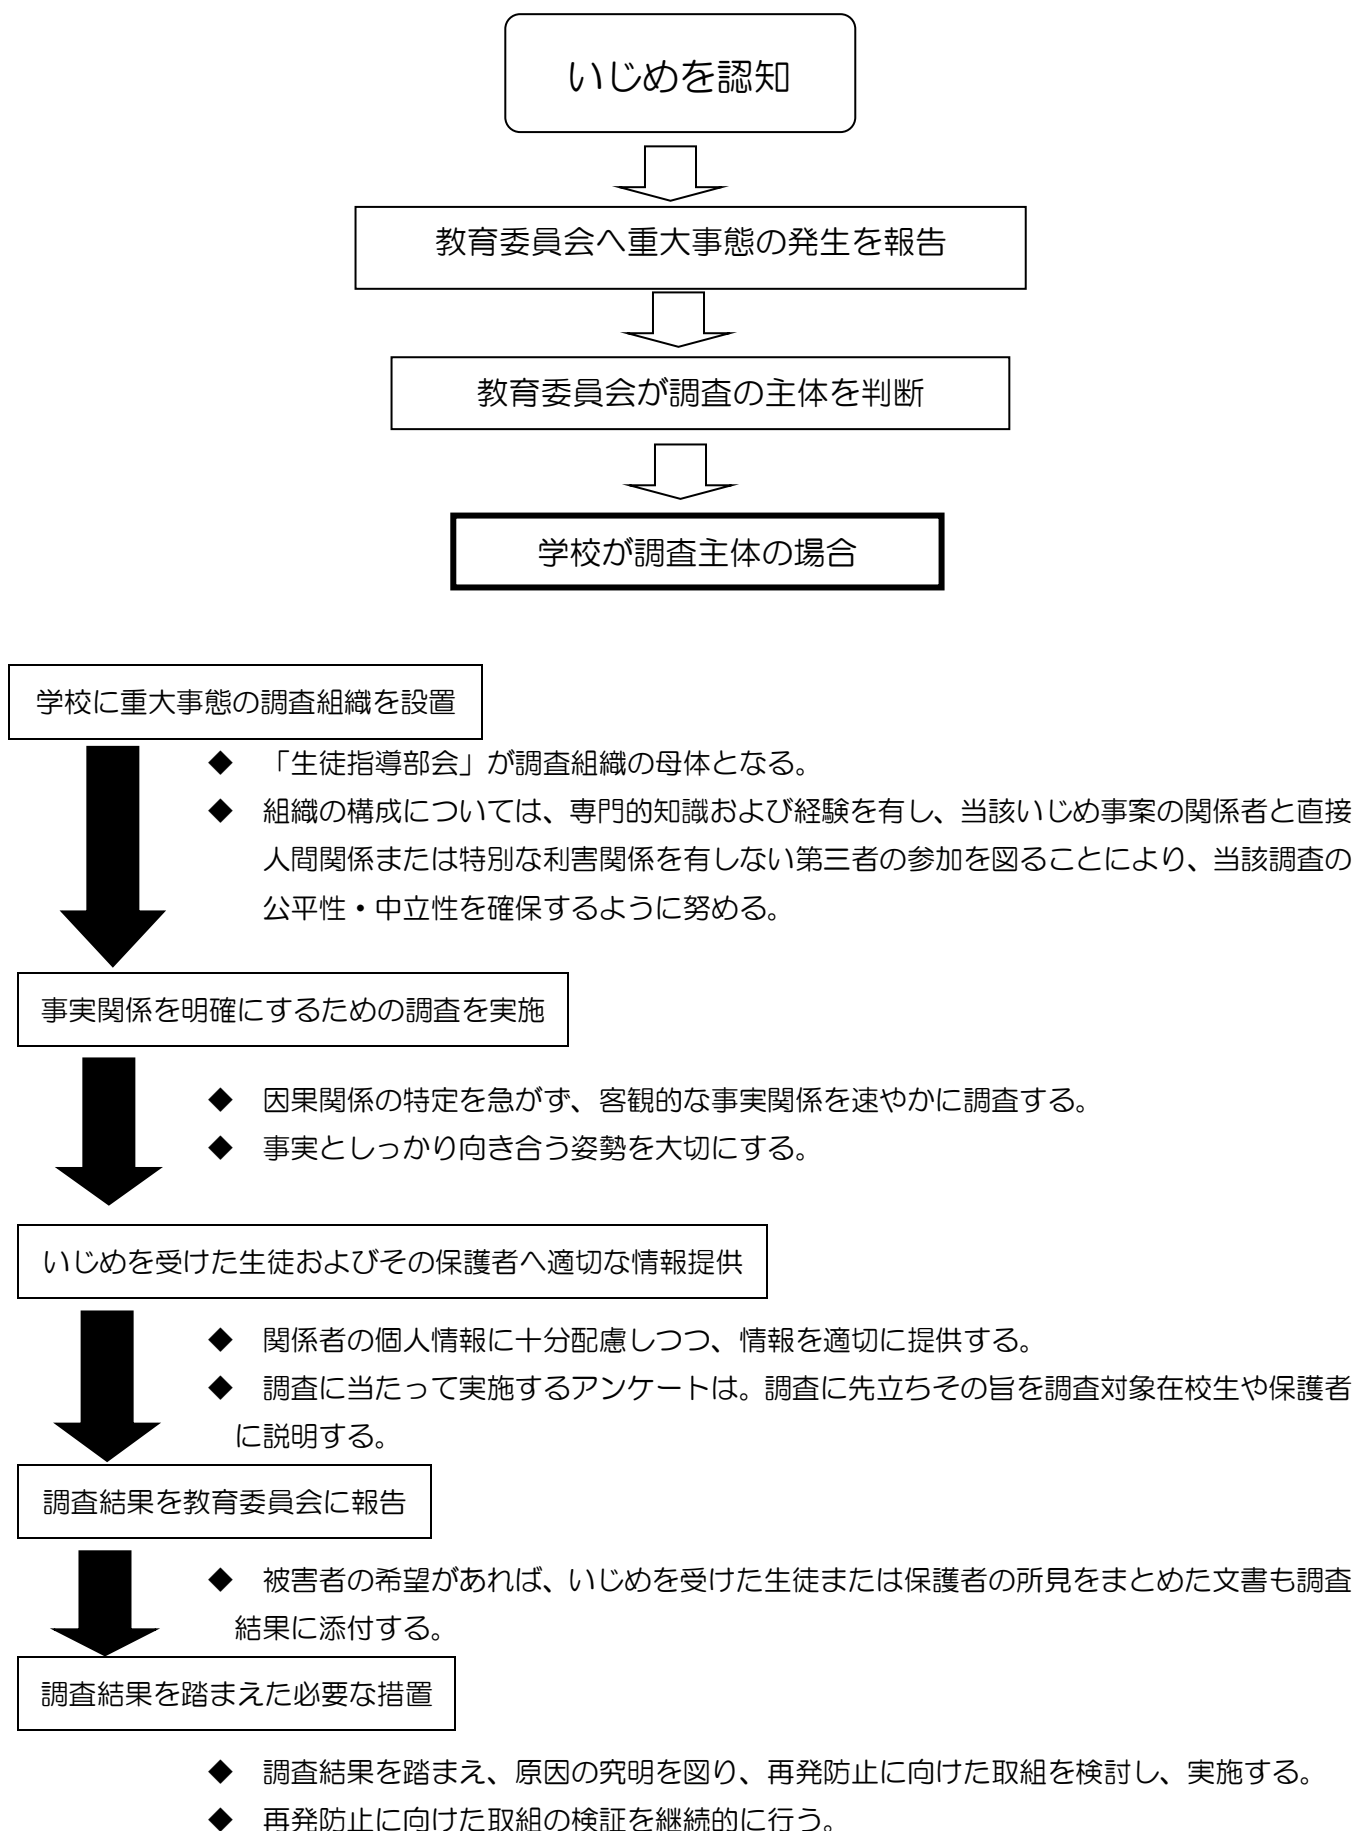 いじめを認知
教育委員会へ重大事態の発生を報告
教育委員会が調査の主体を判断
学校が調査主体の場合
学校に重大事態の調査組織を設置
◆ 「生徒指導部会」が調査組織の母体となる。
◆ 組織の構成については、専門的知識および経験を有し、当該いじめ事案の関係者と直接
人間関係または特別な利害関係を有しない第三者の参加を図ることにより、当該調査の
公平性・中立性を確保するように努める。
事実関係を明確にするための調査を実施
◆ 因果関係の特定を急がず、客観的な事実関係を速やかに調査する。
◆ 事実としっかり向き合う姿勢を大切にする。
いじめを受けた生徒およびその保護者へ適切な情報提供
◆ 関係者の個人情報に十分配慮しつつ、情報を適切に提供する。
◆ 調査に当たって実施するアンケートは。調査に先立ちその旨を調査対象在校生や保護者
に説明する。
調査結果を教育委員会に報告
◆ 被害者の希望があれば、いじめを受けた生徒または保護者の所見をまとめた文書も調査
結果に添付する。
調査結果を踏まえた必要な措置
◆ 調査結果を踏まえ、原因の究明を図り、再発防止に向けた取組を検討し、実施する。
◆ 再発防止に向けた取組の検証を継続的に行う。